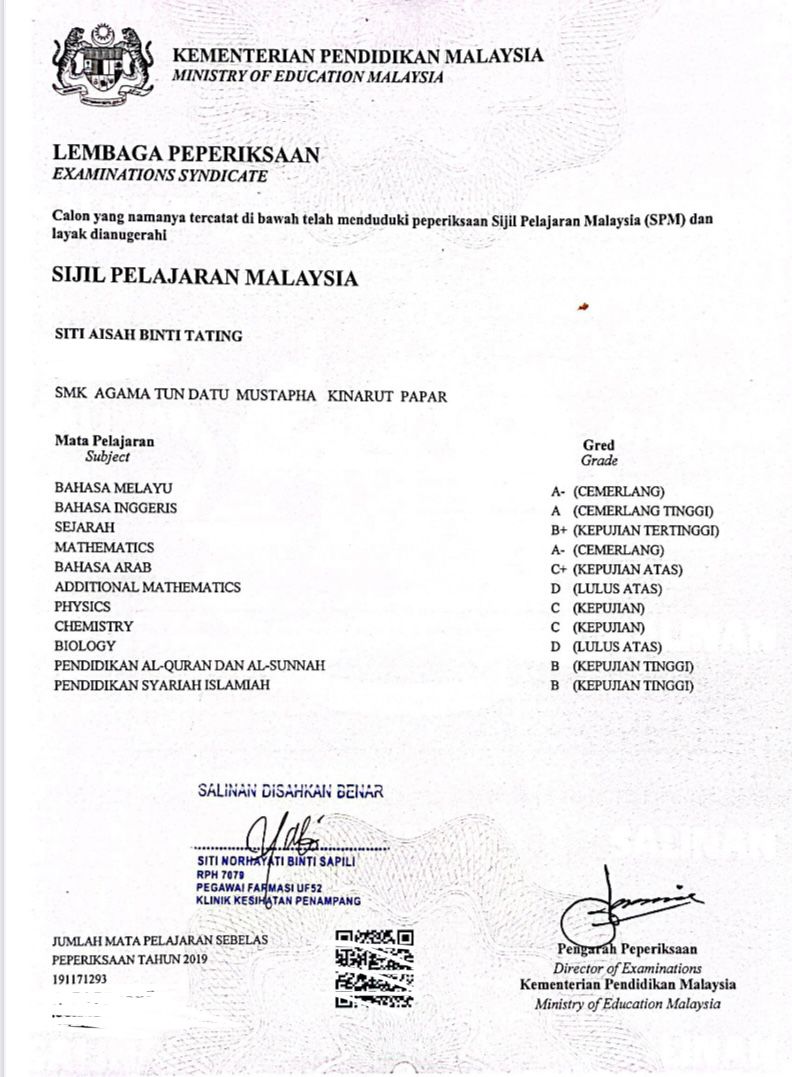 KEMENTERIAN PENDIDIKAN MALAYSIA
MINISTRY OF EDUCATION MALAYSIA
LEMBAGA PEPERIKSAAN
EXAMINATIONS SYNDICATE
Calon yang namanya tercatat di bawah telah menduduki peperiksaan Sijil Pelajaran Malaysia (SPM) dan
layak dianugerahi
SIJIL PELAJARAN MALAYSIA
SITI AISAH BINTI TATING
SMK AGAMA TUN DATU MUSTAPHA KINARUT PAPAR
Mata Pelajaran Gred
Subject Grade
BAHASA MELAYU A- (CEMERLANG)
BAHASA INGGERIS A (CEMERLANG TINGGI)
SEJARAH B+ (KEPUJIAN TERTINGGI)
MATHEMATICS A- (CEMERLANG)
BAHASA ARAB C+ (KEPUJIAN ATAS)
ADDITIONAL MATHEMATICS D (LULUS ATAS)
PHYSICS C (KEPUJIAN)
CHEMISTRY C (KEPUJIAN)
BIOLOGY D (LULUS ATAS)
PENDIDIKAN AL-QURAN DAN AL-SUNNAH B (KEPUJIAN TINGGI)
PENDIDIKAN SYARIAH ISLAMIAH B (KEPUJIAN TINGGI)
SALINAN DISAHKAN BENAR
SITI NORHAYATI BINTI SAPILI
RPH 7079
PEGAWAI FARMASI UF52
KLINIK KESIHATAN PENAMPANG
JUMLAH MATA PELAJARAN SEBELAS
PEPERIKSAAN TAHUN 2019
191171293
Pengarah Peperiksaan
Director of Examinations
Kementerian Pendidikan Malaysia
Ministry of Education Malaysia